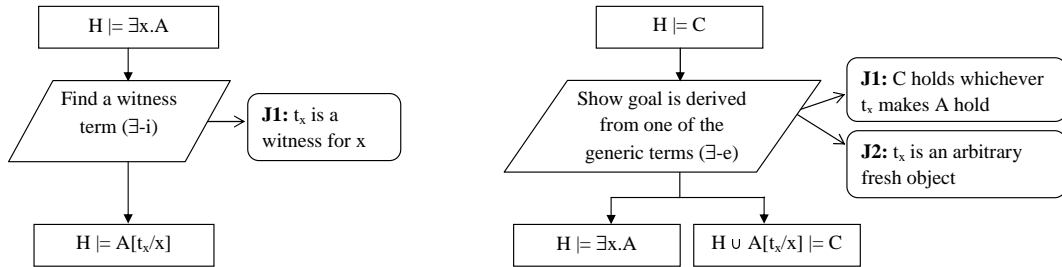 H |= ∃x.A
Find a witness
term (∃-i)
J1: tₓ is a
witness for x
H |= A[tₓ/x]
H |= C
Show goal is derived
from one of the
generic terms (∃-e)
J1: C holds whichever
tₓ makes A hold
J2: tₓ is an arbitrary
fresh object
H |= ∃x.A
H ∪ A[tₓ/x] |= C